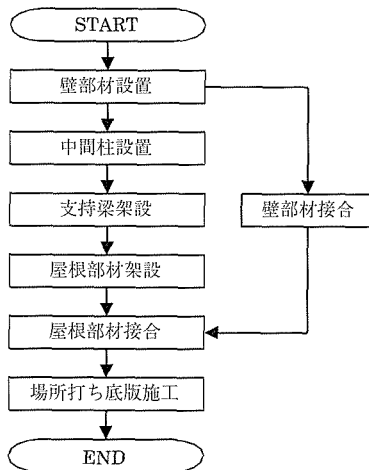 START
壁部材設置
中間柱設置
支持梁架設
壁部材接合
屋根部材架設
屋根部材接合
場所打ち底版施工
END